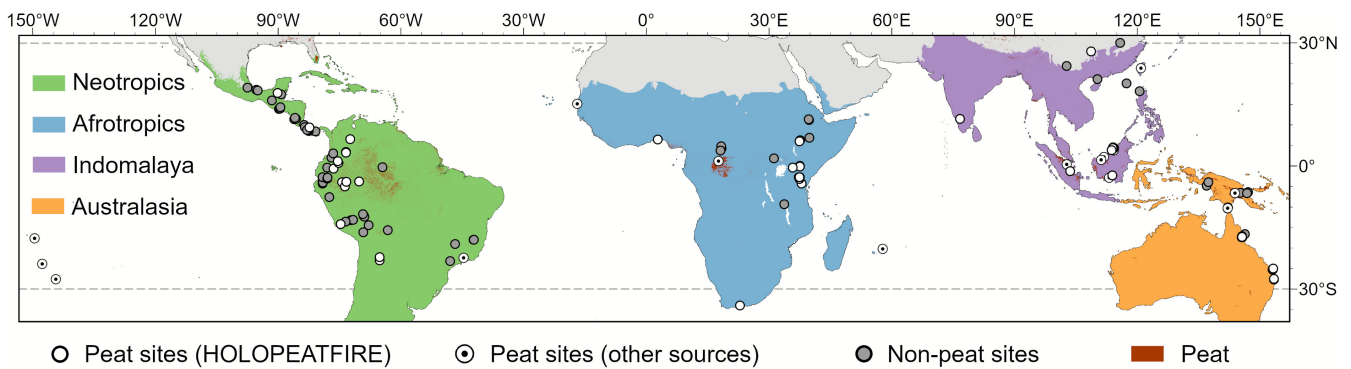 150°W 120°W 90°W 60°W 30°W 0° 30°E 60°E 90°E 120°E 150°E
30°N
Neotropics
Afrotropics
Indomalaya
0°
Australasia
30°S
Peat sites (HOLOPEATFIRE) Peat sites (other sources) Non-peat sites Peat